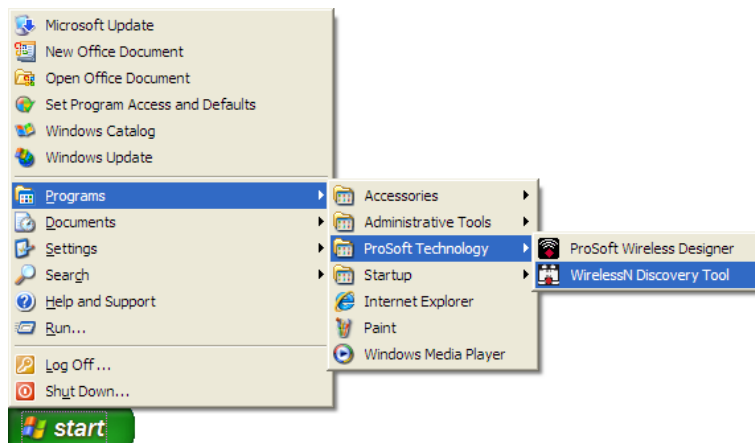 Microsoft Update
New Office Document
Open Office Document
Set Program Access and Defaults
Windows Catalog
Windows Update
Programs
Documents
Settings
Search
Help and Support
Run...
Log Off ...
Shut Down...
start
Accessories
Administrative Tools
ProSoft Technology
Startup
Internet Explorer
Paint
Windows Media Player
ProSoft Wireless Designer
WirelessN Discovery Tool